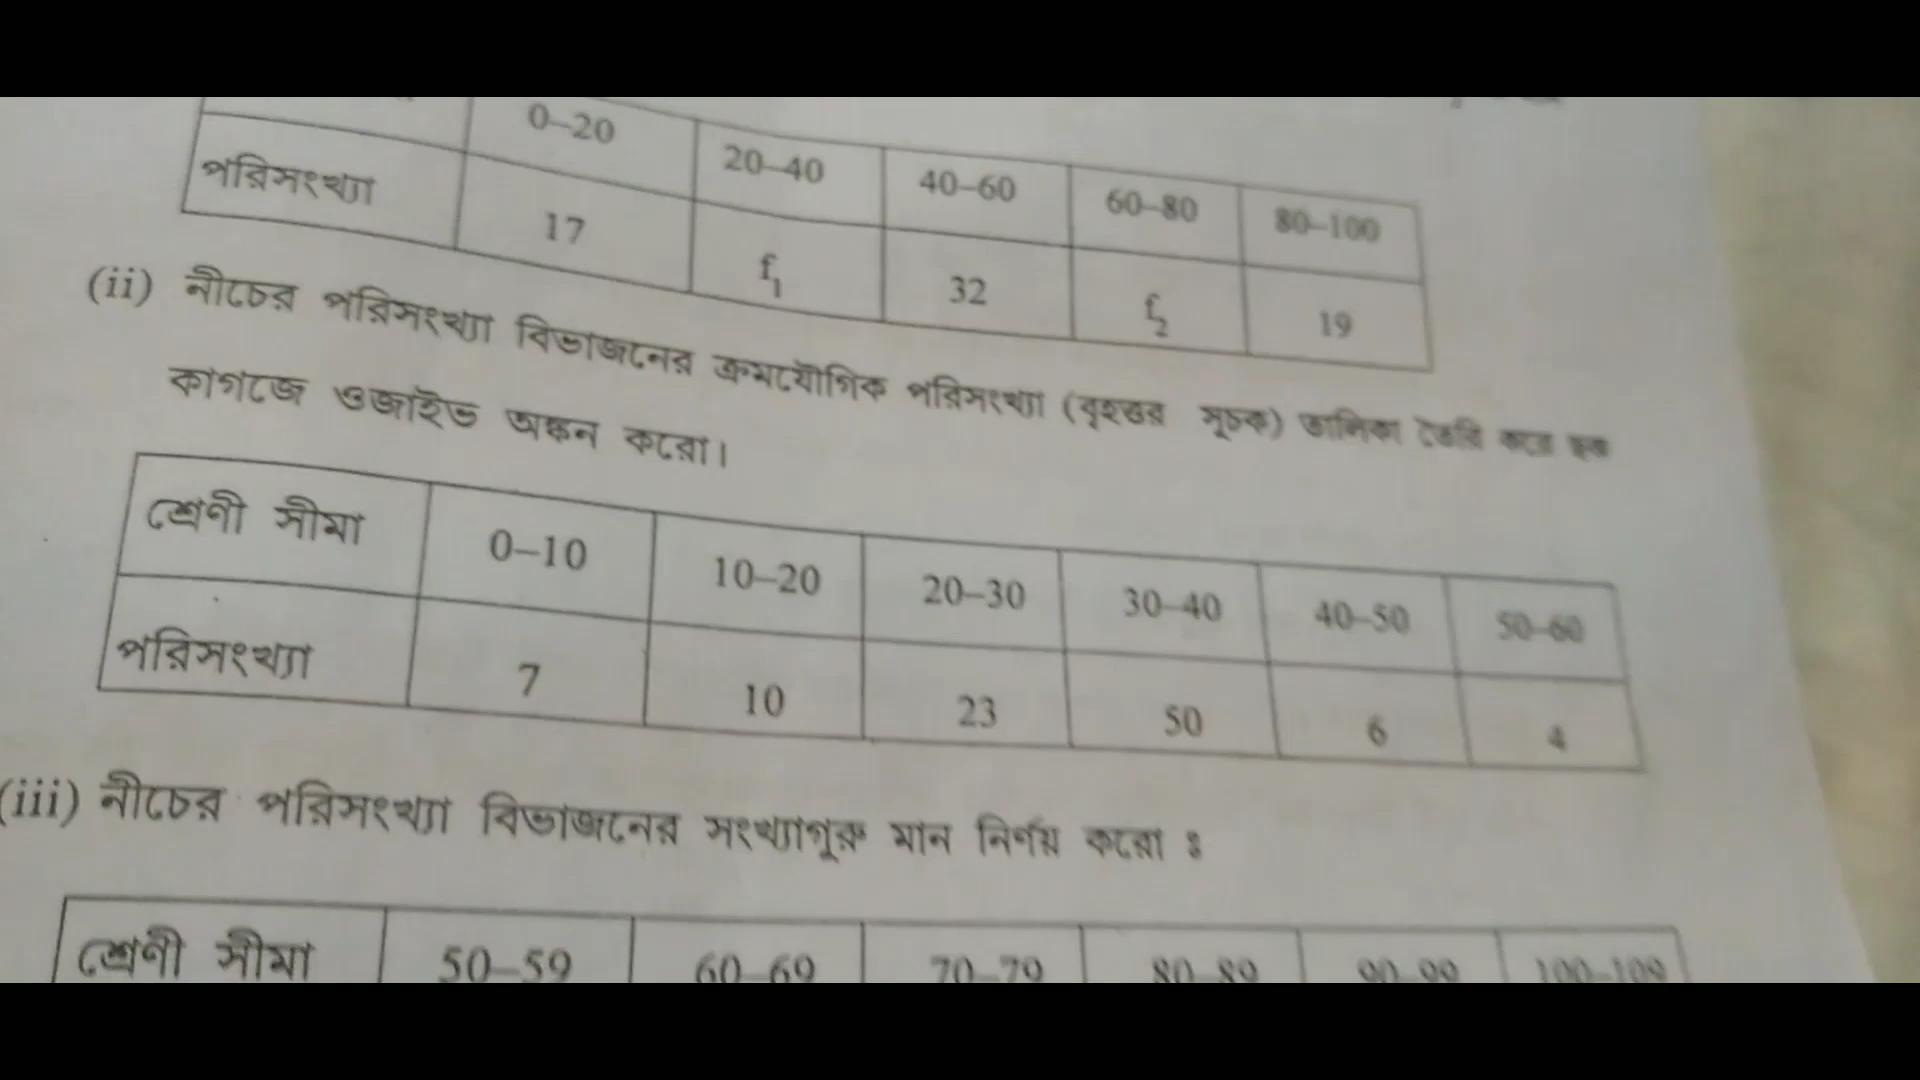 0–20 20–40 40–60 60–80 80–100
পরিসংখ্যা 17 f1 32 f2 19
(ii) নীচের পরিসংখ্যা বিভাজনের ক্রমযৌগিক পরিসংখ্যা (বৃহত্তর সূচক) তালিকা তৈরি করে ছক
কাগজে ওজাইভ অঙ্কন করো।
শ্রেণী সীমা 0–10 10–20 20–30 30–40 40–50 50–60
পরিসংখ্যা 7 10 23 50 6 4
(iii) নীচের পরিসংখ্যা বিভাজনের সংখ্যাগুরু মান নির্ণয় করো :
শ্রেণী সীমা 50–59 60–69 70–79 80–89 90–99 100–109